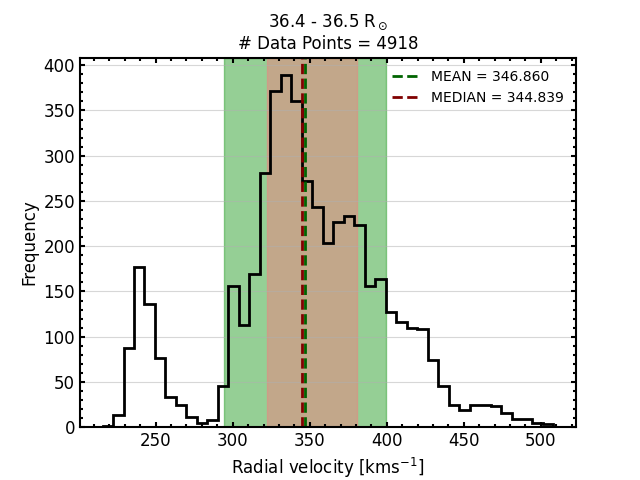 36.4 - 36.5 R⊙
# Data Points = 4918
400
350
300
250
200
150
100
50
0
Frequency
MEAN = 346.860
MEDIAN = 344.839
250 300 350 400 450 500
Radial velocity [kms⁻¹]